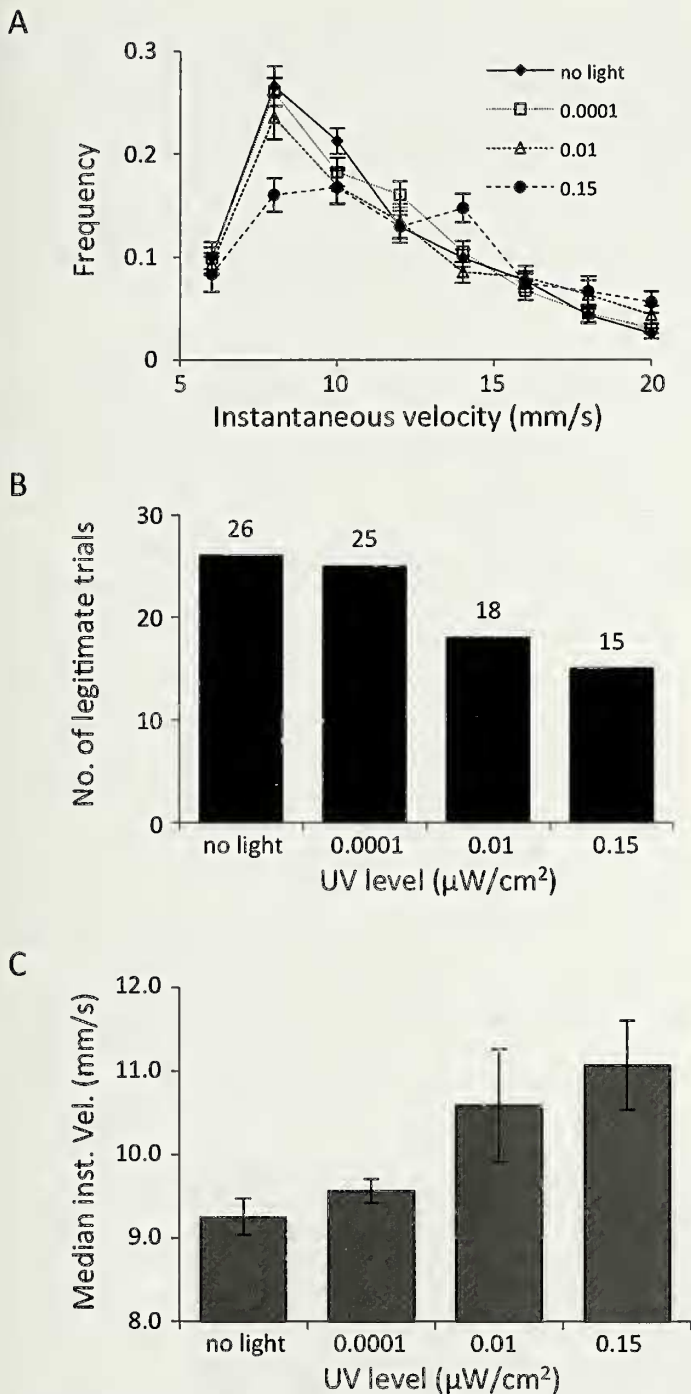 A
0.3
0.2
0.1
0
Frequency
5
10
15
20
Instantaneous velocity (mm/s)
no light
0.0001
0.01
0.15
B
30
20
10
0
No. of legitimate trials
26
25
18
15
no light
0.0001
0.01
0.15
UV level (µW/cm²)
C
12.0
11.0
10.0
9.0
8.0
Median inst. Vel. (mm/s)
no light
0.0001
0.01
0.15
UV level (µW/cm²)